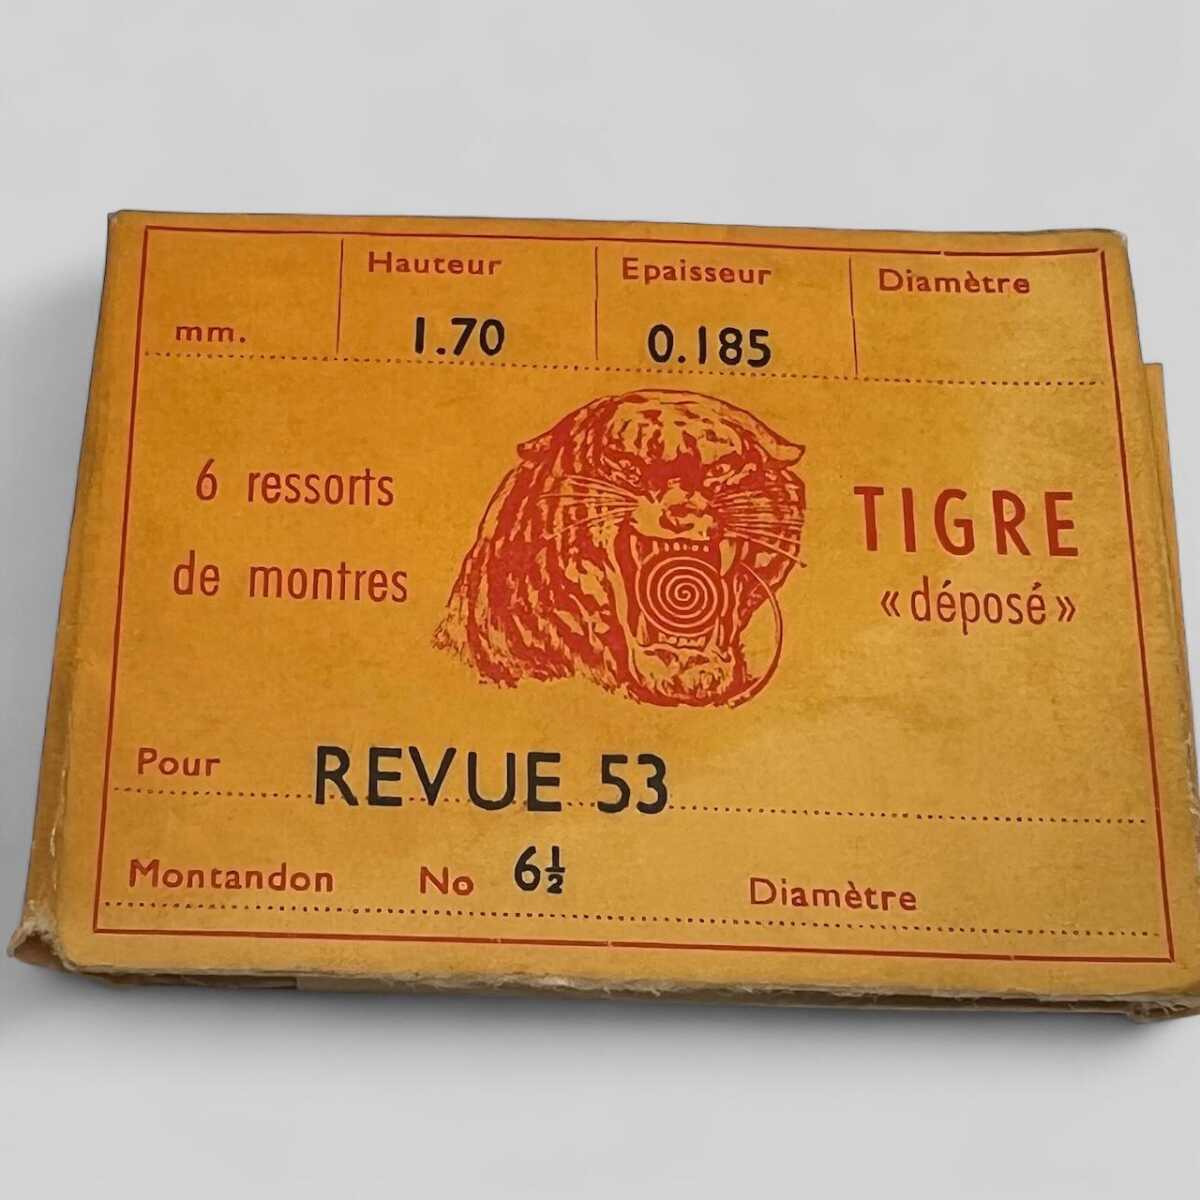 Hauteur Epaisseur Diamètre
mm. 1.70 0.185
6 ressorts
de montres
TIGRE
«déposé»
Pour REVUE 53
Montandon No 6½ Diamètre